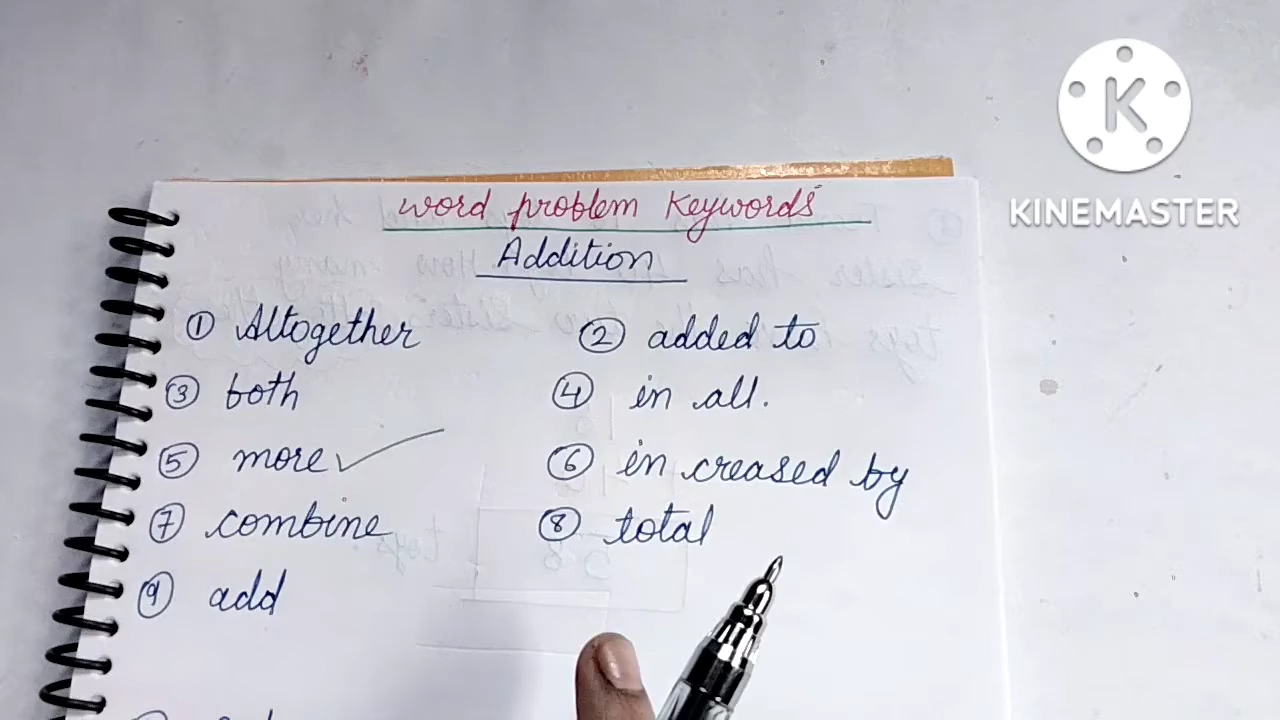 word problem keywords
Addition
① Altogether ② added to
③ both ④ in all.
⑤ more ✓ ⑥ in creased by
⑦ combine ⑧ total
⑨ add
K
KINEMASTER